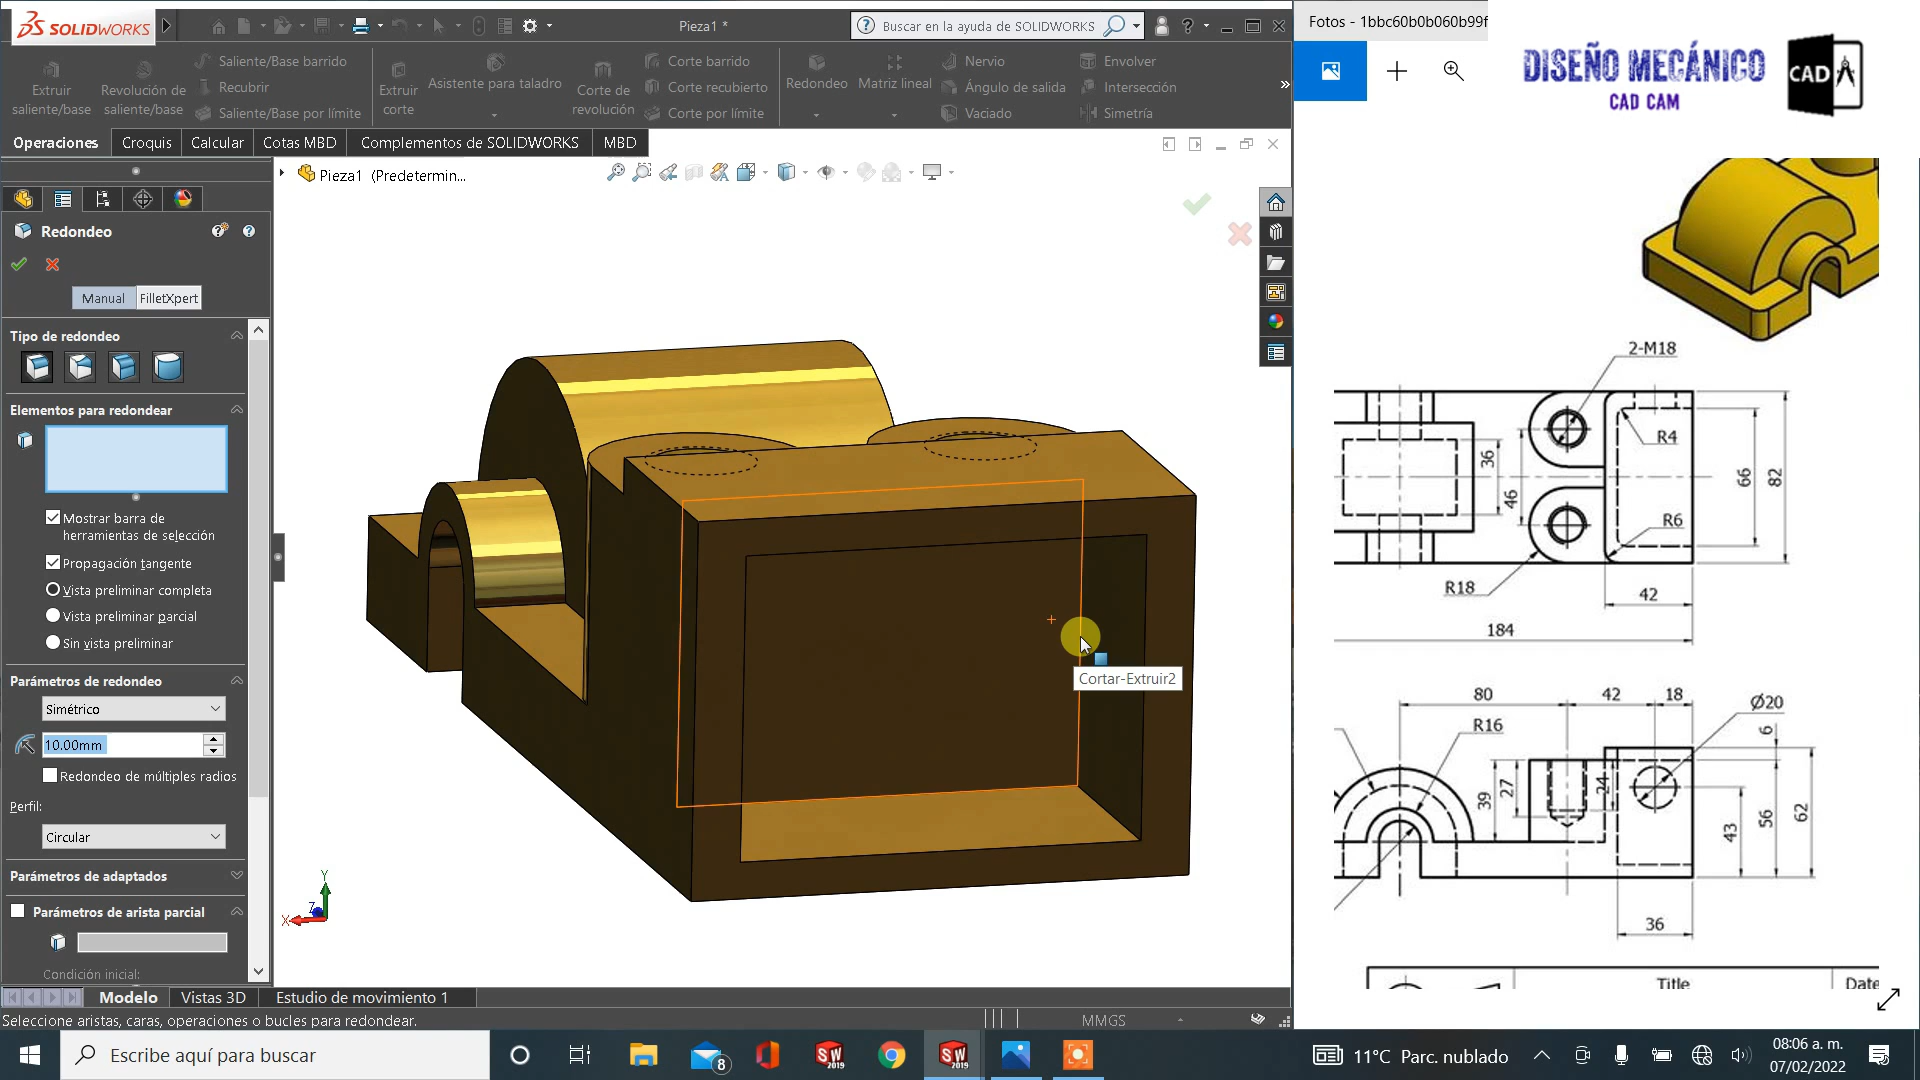 SOLIDWORKS
Pieza1 *
Buscar en la ayuda de SOLIDWORKS
Fotos - 1bbc60b0b060b99f
DISEÑO MECÁNICO
CAD CAM
CAD
Extruir
saliente/base
Revolución de
saliente/base
Saliente/Base barrido
Recubrir
Saliente/Base por límite
Extruir
corte
Asistente para taladro
Corte de
revolución
Corte barrido
Corte recubierto
Corte por límite
Redondeo
Matriz lineal
Nervio
Ángulo de salida
Vaciado
Envolver
Intersección
Simetría
Operaciones
Croquis
Calcular
Cotas MBD
Complementos de SOLIDWORKS
MBD
Pieza1 (Predetermin...
Redondeo
Manual
FilletXpert
Tipo de redondeo
Elementos para redondear
Mostrar barra de
herramientas de selección
Propagación tangente
Vista preliminar completa
Vista preliminar parcial
Sin vista preliminar
Parámetros de redondeo
Simétrico
10.00mm
Redondeo de múltiples radios
Perfil:
Circular
Parámetros de adaptados
Parámetros de arista parcial
Condición inicial:
Cortar-Extruir2
Y
X
Z
2-M18
R4
36
46
66
82
R6
R18
42
184
80
42
18
Ø20
R16
6
39
27
24
43
56
62
36
Title
Date
Modelo
Vistas 3D
Estudio de movimiento 1
Seleccione aristas, caras, operaciones o bucles para redondear.
MMGS
Escribe aquí para buscar
8
SW
2019
SW
2019
11°C Parc. nublado
08:06 a. m.
07/02/2022